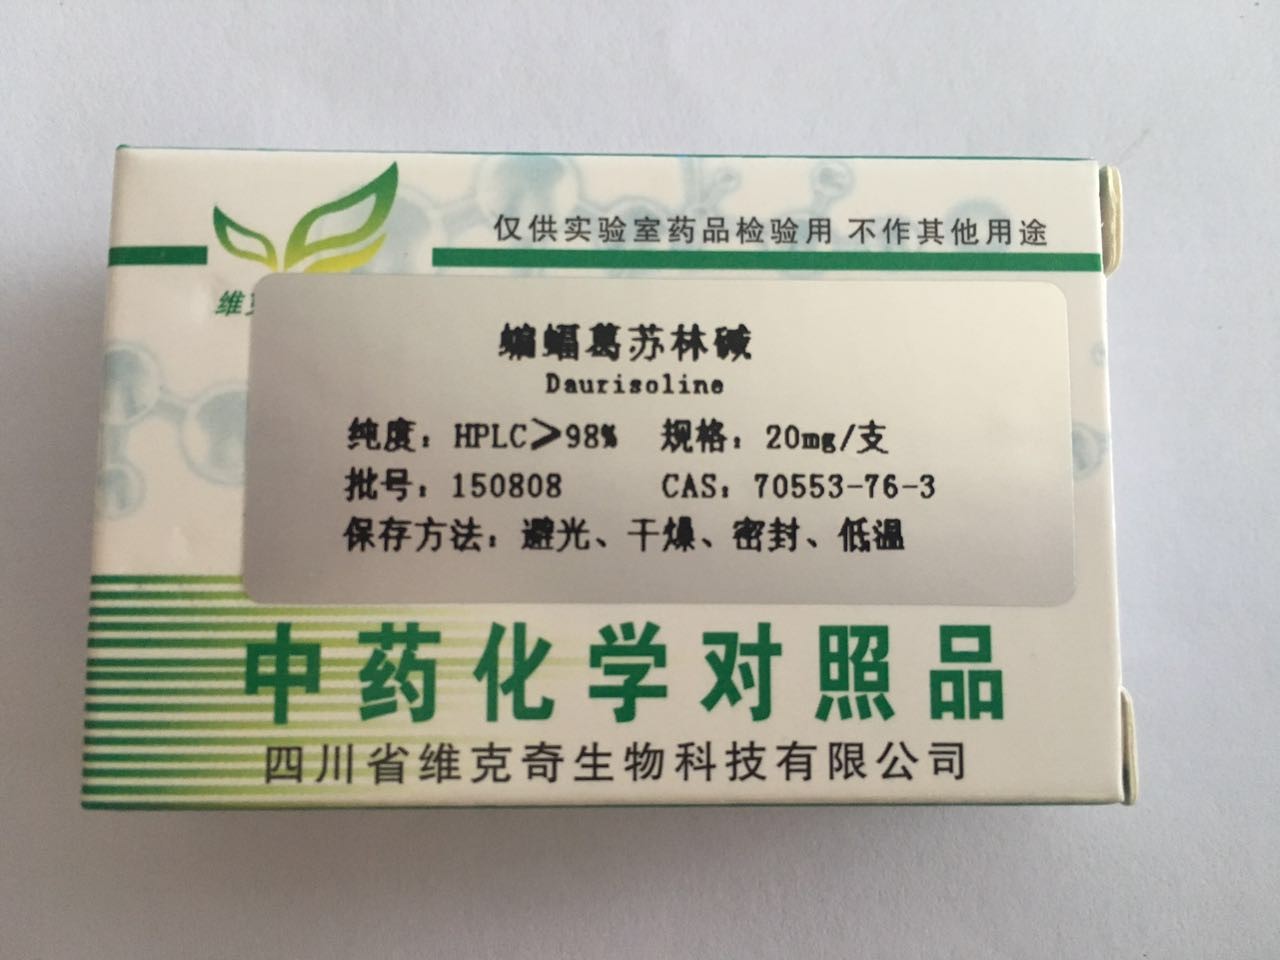 仅供实验室药品检验用 不作其他用途
维克
蝙蝠葛苏林碱
Daurisoline
纯度：HPLC≥98% 规格：20mg/支
批号：150808 CAS：70553-76-3
保存方法：避光、干燥、密封、低温
中药化学对照品
四川省维克奇生物科技有限公司